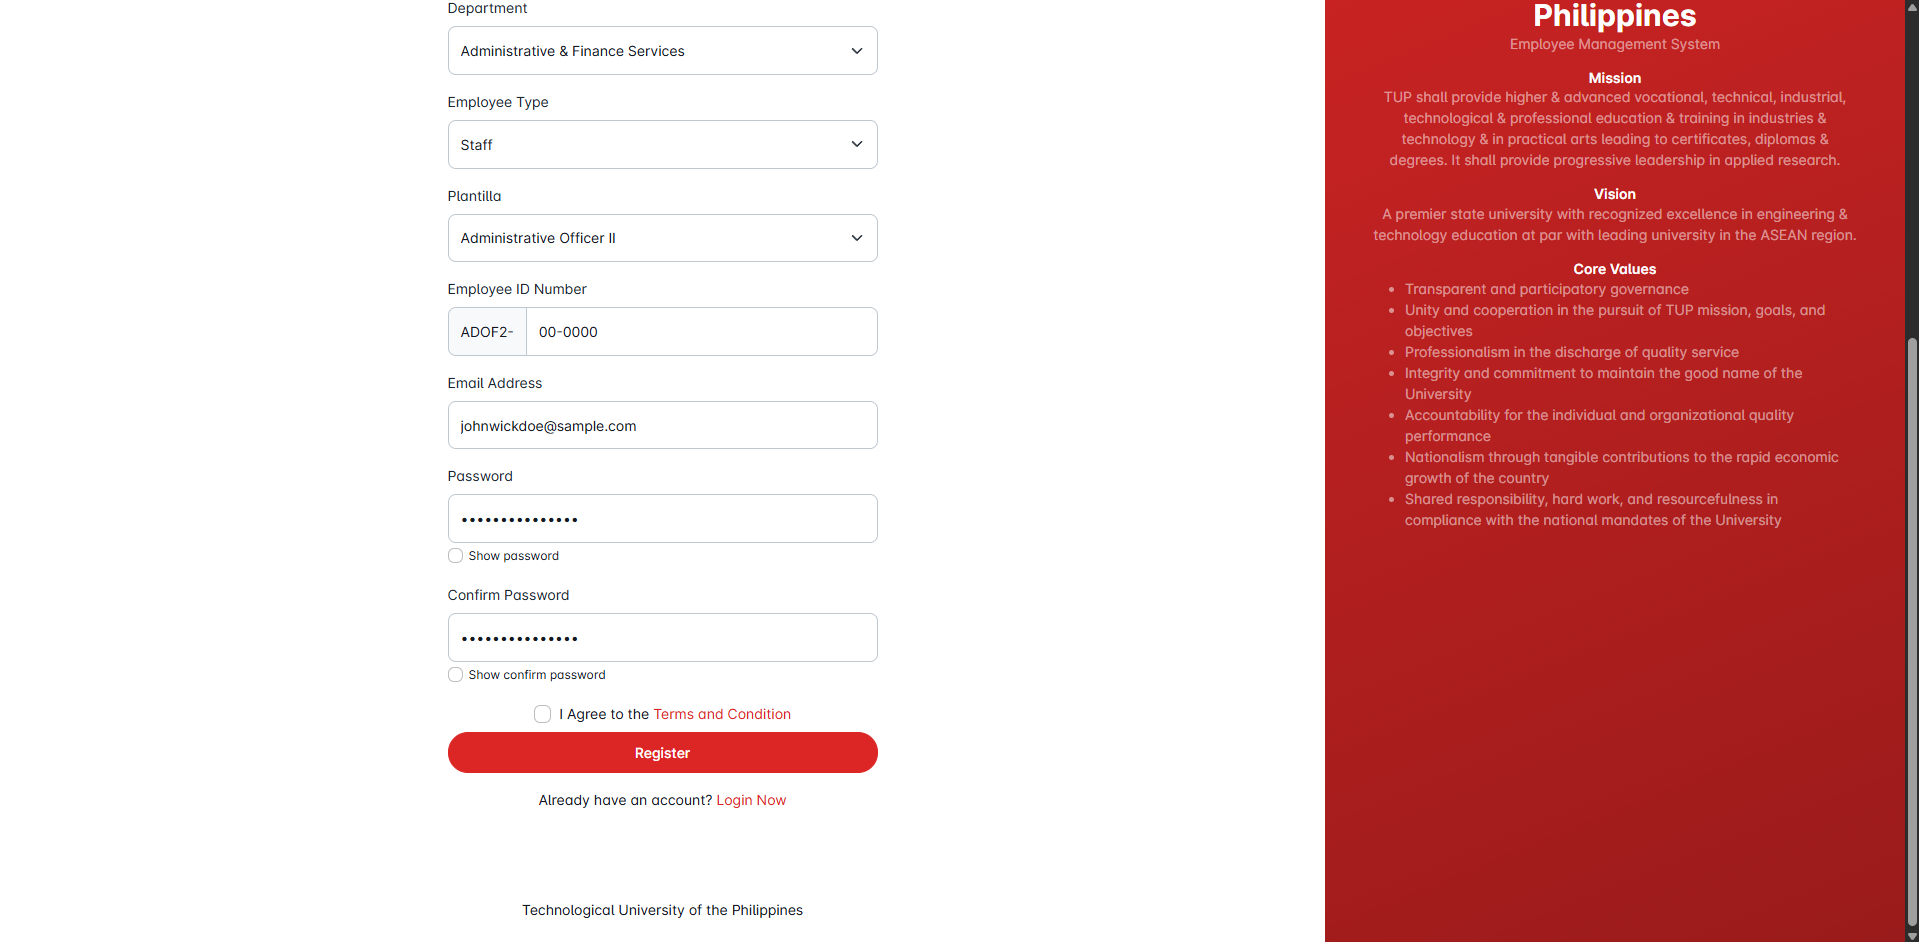 Department
Administrative & Finance Services
Employee Type
Staff
Plantilla
Administrative Officer II
Employee ID Number
ADOF2- 00-0000
Email Address
johnwickdoe@sample.com
Password
•••••••••••••••
Show password
Confirm Password
•••••••••••••••
Show confirm password
I Agree to the Terms and Condition
Register
Already have an account? Login Now
Technological University of the Philippines
Philippines
Employee Management System
Mission
TUP shall provide higher & advanced vocational, technical, industrial,
technological & professional education & training in industries &
technology & in practical arts leading to certificates, diplomas &
degrees. It shall provide progressive leadership in applied research.
Vision
A premier state university with recognized excellence in engineering &
technology education at par with leading university in the ASEAN region.
Core Values
• Transparent and participatory governance
• Unity and cooperation in the pursuit of TUP mission, goals, and
objectives
• Professionalism in the discharge of quality service
• Integrity and commitment to maintain the good name of the
University
• Accountability for the individual and organizational quality
performance
• Nationalism through tangible contributions to the rapid economic
growth of the country
• Shared responsibility, hard work, and resourcefulness in
compliance with the national mandates of the University